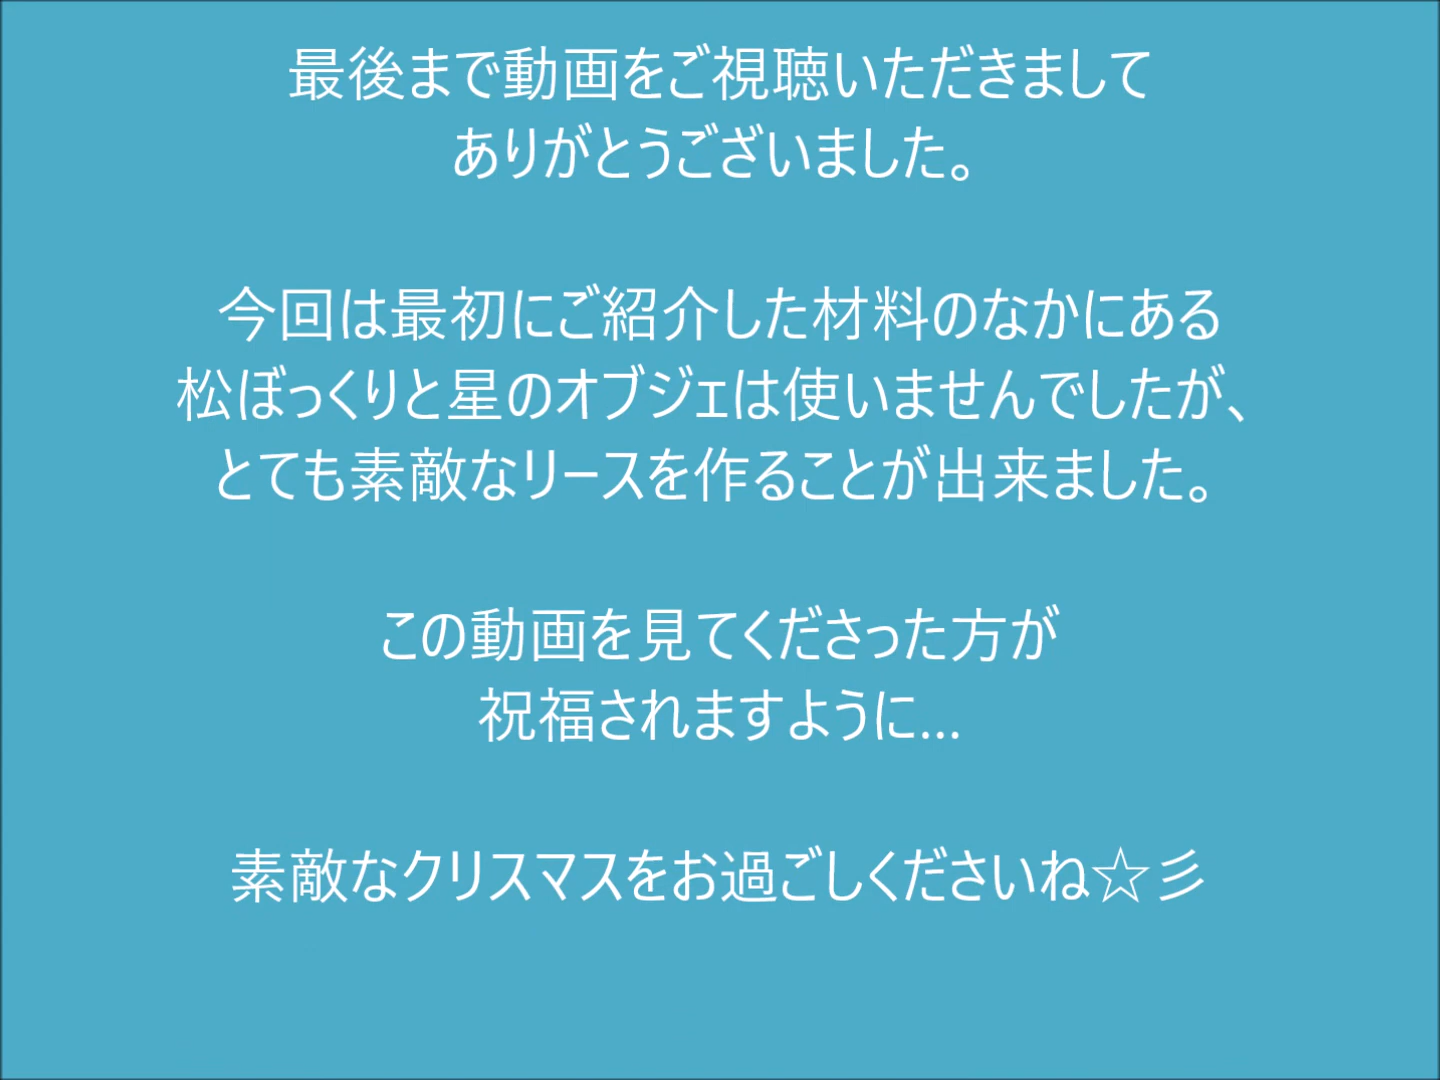 最後まで動画をご視聴いただきまして
ありがとうございました。
今回は最初にご紹介した材料のなかにある
松ぼっくりと星のオブジェは使いませんでしたが、
とても素敵なリースを作ることが出来ました。
この動画を見てくださった方が
祝福されますように...
素敵なクリスマスをお過ごしくださいね☆彡